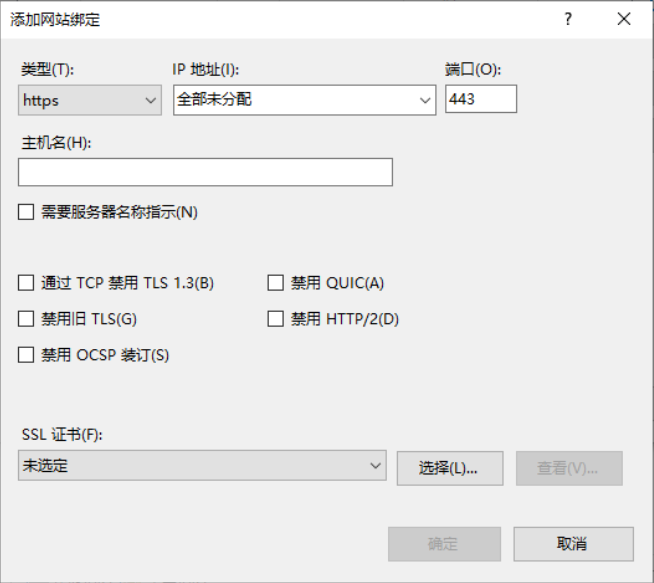 添加网站绑定 ?
类型(T): IP 地址(I): 端口(O):
https 全部未分配 443
主机名(H):
需要服务器名称指示(N)
通过 TCP 禁用 TLS 1.3(B) 禁用 QUIC(A)
禁用旧 TLS(G) 禁用 HTTP/2(D)
禁用 OCSP 装订(S)
SSL 证书(F):
未选定 选择(L)... 查看(V)...
确定 取消